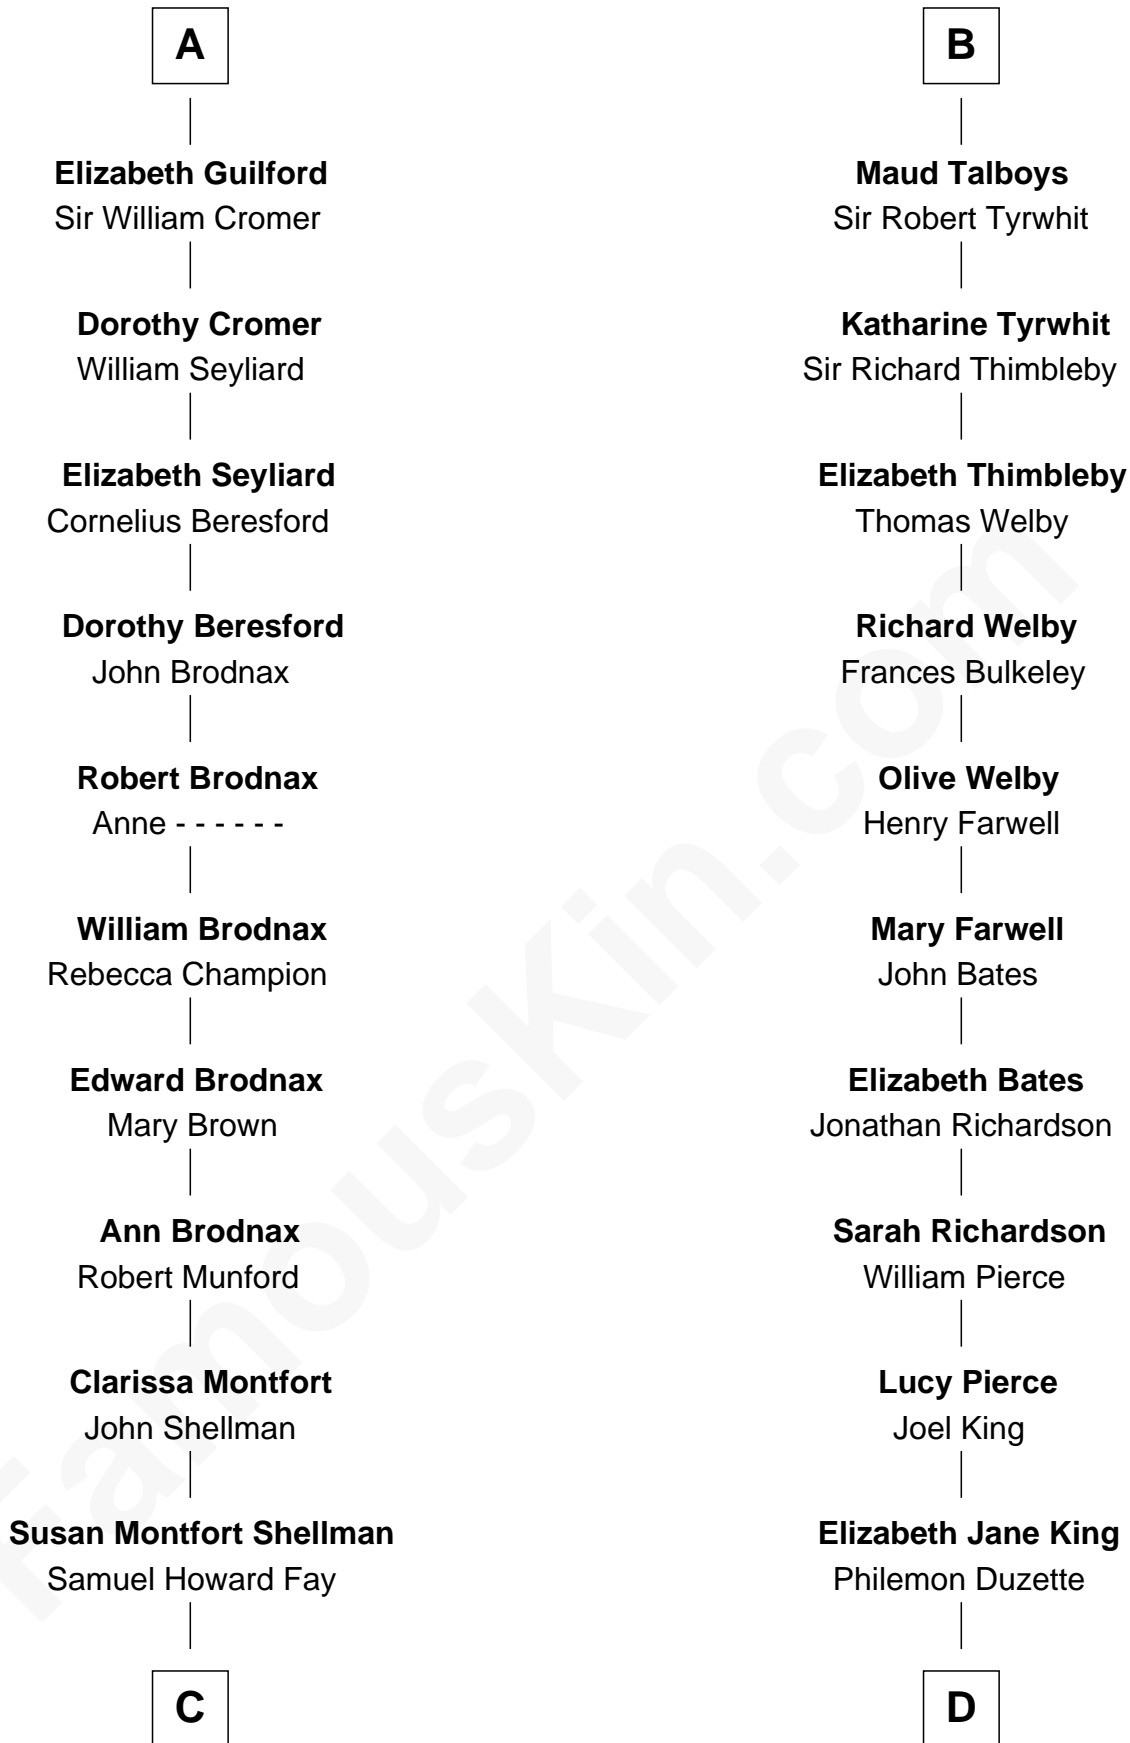 A
Elizabeth Guilford
Sir William Cromer
Dorothy Cromer
William Seyliard
Elizabeth Seyliard
Cornelius Beresford
Dorothy Beresford
John Brodnax
Robert Brodnax
Anne - - - - - -
William Brodnax
Rebecca Champion
Edward Brodnax
Mary Brown
Ann Brodnax
Robert Munford
Clarissa Montfort
John Shellman
Susan Montfort Shellman
Samuel Howard Fay
C
B
Maud Talboys
Sir Robert Tyrwhit
Katharine Tyrwhit
Sir Richard Thimbleby
Elizabeth Thimbleby
Thomas Welby
Richard Welby
Frances Bulkeley
Olive Welby
Henry Farwell
Mary Farwell
John Bates
Elizabeth Bates
Jonathan Richardson
Sarah Richardson
William Pierce
Lucy Pierce
Joel King
Elizabeth Jane King
Philemon Duzette
D
FamousKin.com